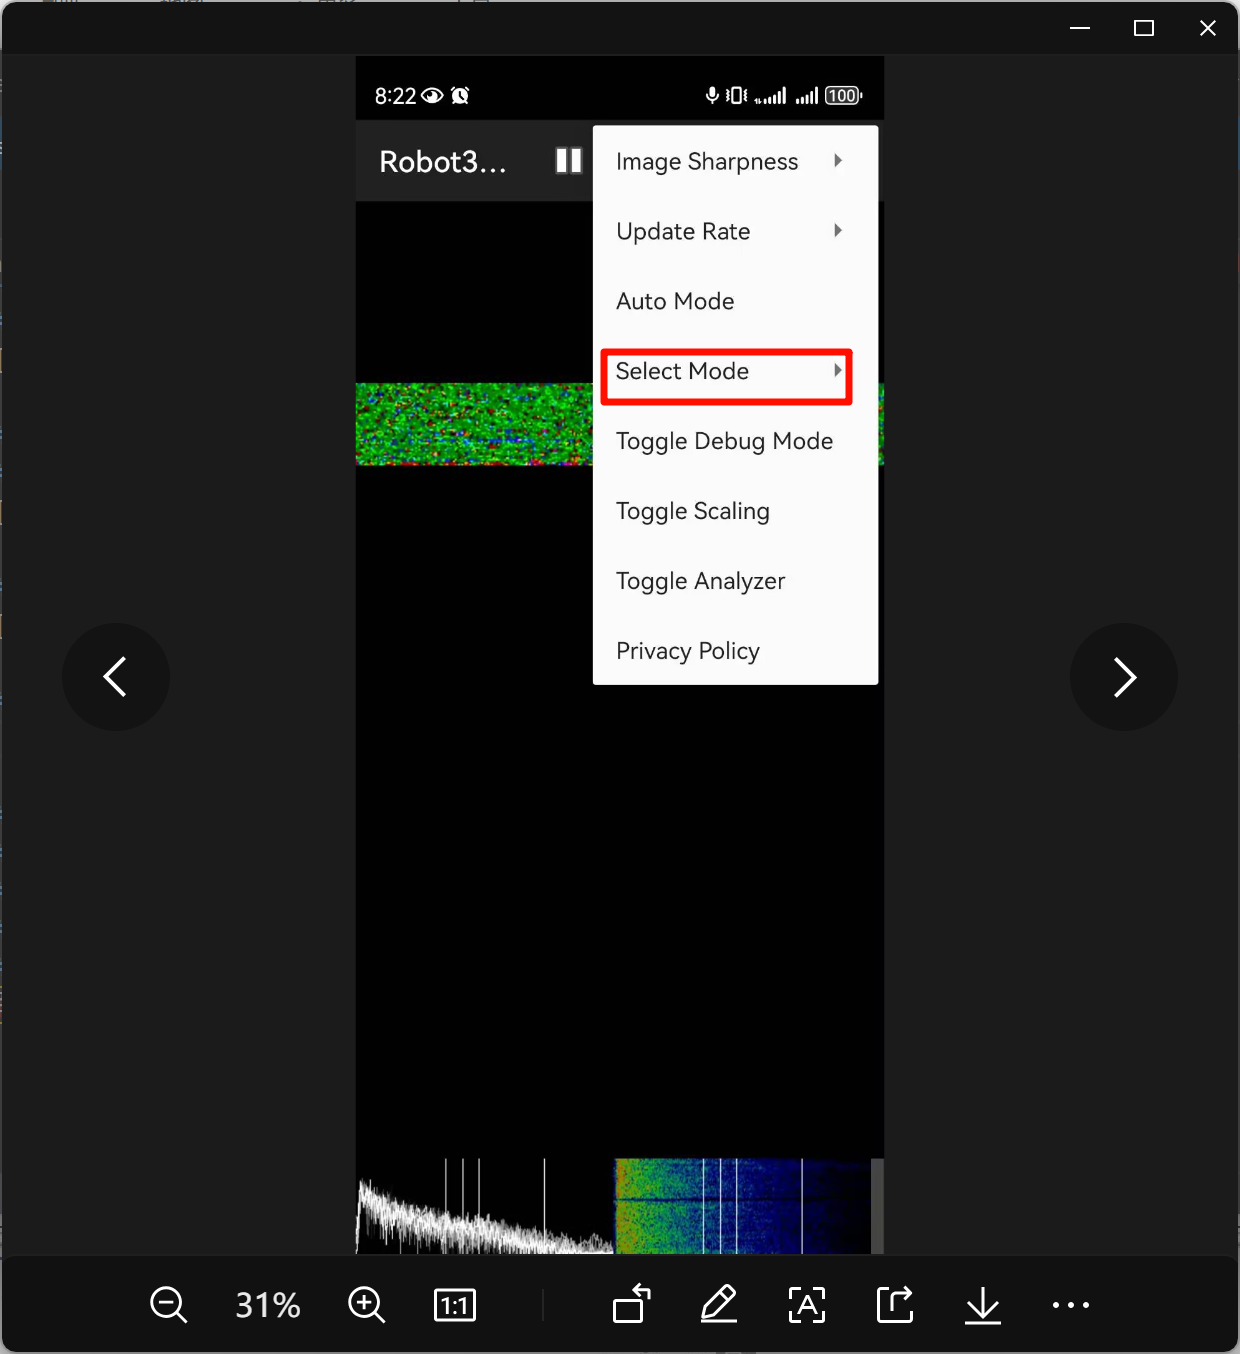 8:22
100
Robot3...
Image Sharpness
Update Rate
Auto Mode
Select Mode
Toggle Debug Mode
Toggle Scaling
Toggle Analyzer
Privacy Policy
31%
1:1
A